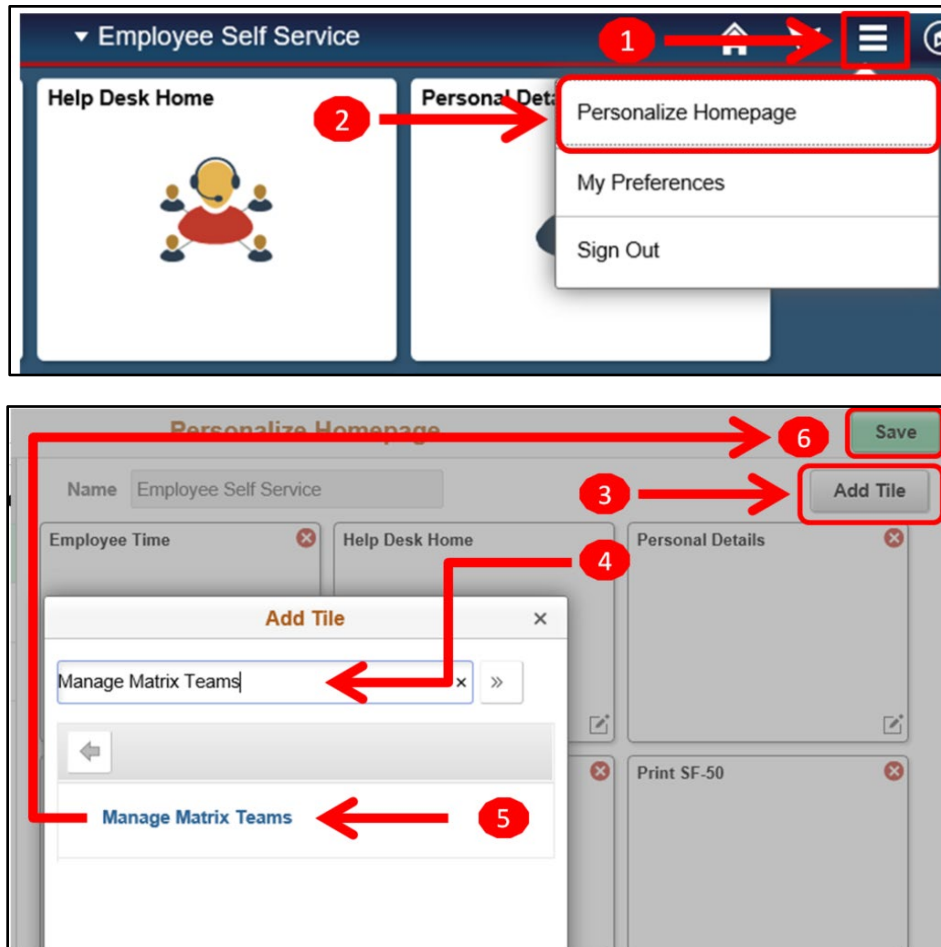 Employee Self Service
1
Help Desk Home
Personal Deta
2
Personalize Homepage
My Preferences
Sign Out
Personalize Homepage
6
Save
Name Employee Self Service
3
Add Tile
Employee Time
Help Desk Home
Personal Details
4
Add Tile
Manage Matrix Teams
Manage Matrix Teams
5
Print SF-50